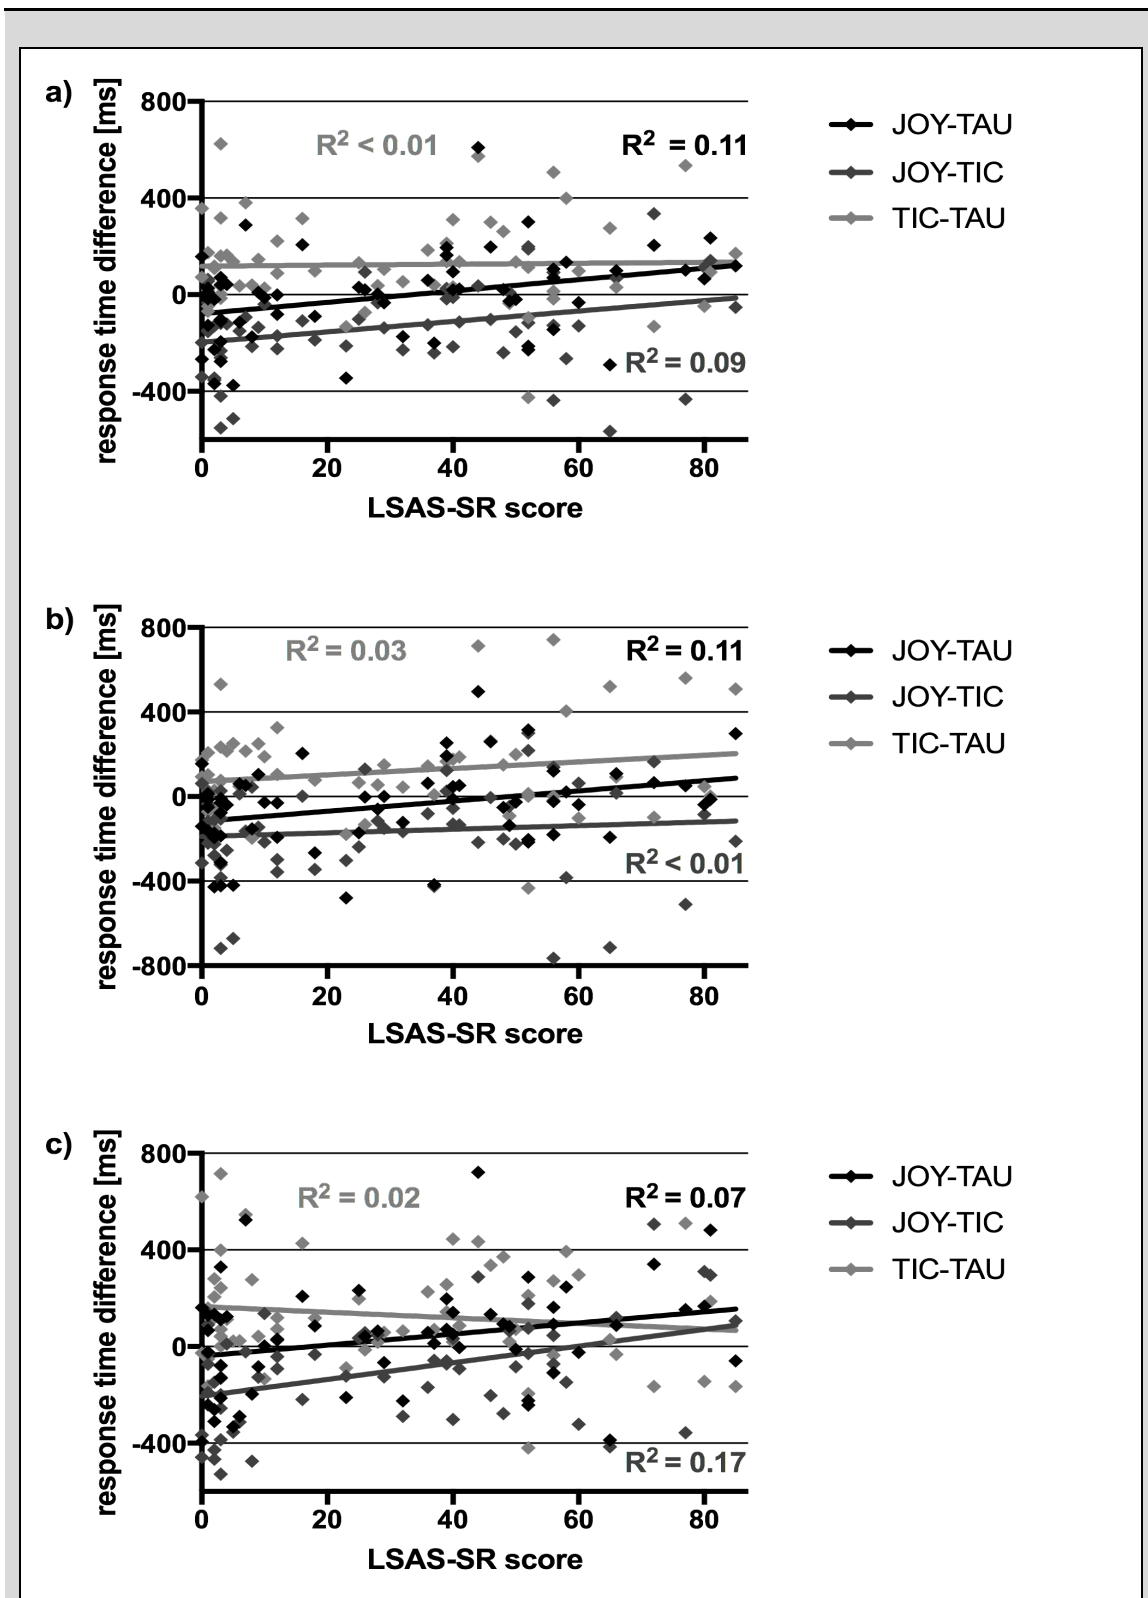 a)
response time difference [ms]
800
400
0
-400
R² < 0.01
R² = 0.11
R² = 0.09
0 20 40 60 80
LSAS-SR score
JOY-TAU
JOY-TIC
TIC-TAU
b)
response time difference [ms]
800
400
0
-400
-800
R² = 0.03
R² = 0.11
R² < 0.01
0 20 40 60 80
LSAS-SR score
JOY-TAU
JOY-TIC
TIC-TAU
c)
response time difference [ms]
800
400
0
-400
R² = 0.02
R² = 0.07
R² = 0.17
0 20 40 60 80
LSAS-SR score
JOY-TAU
JOY-TIC
TIC-TAU